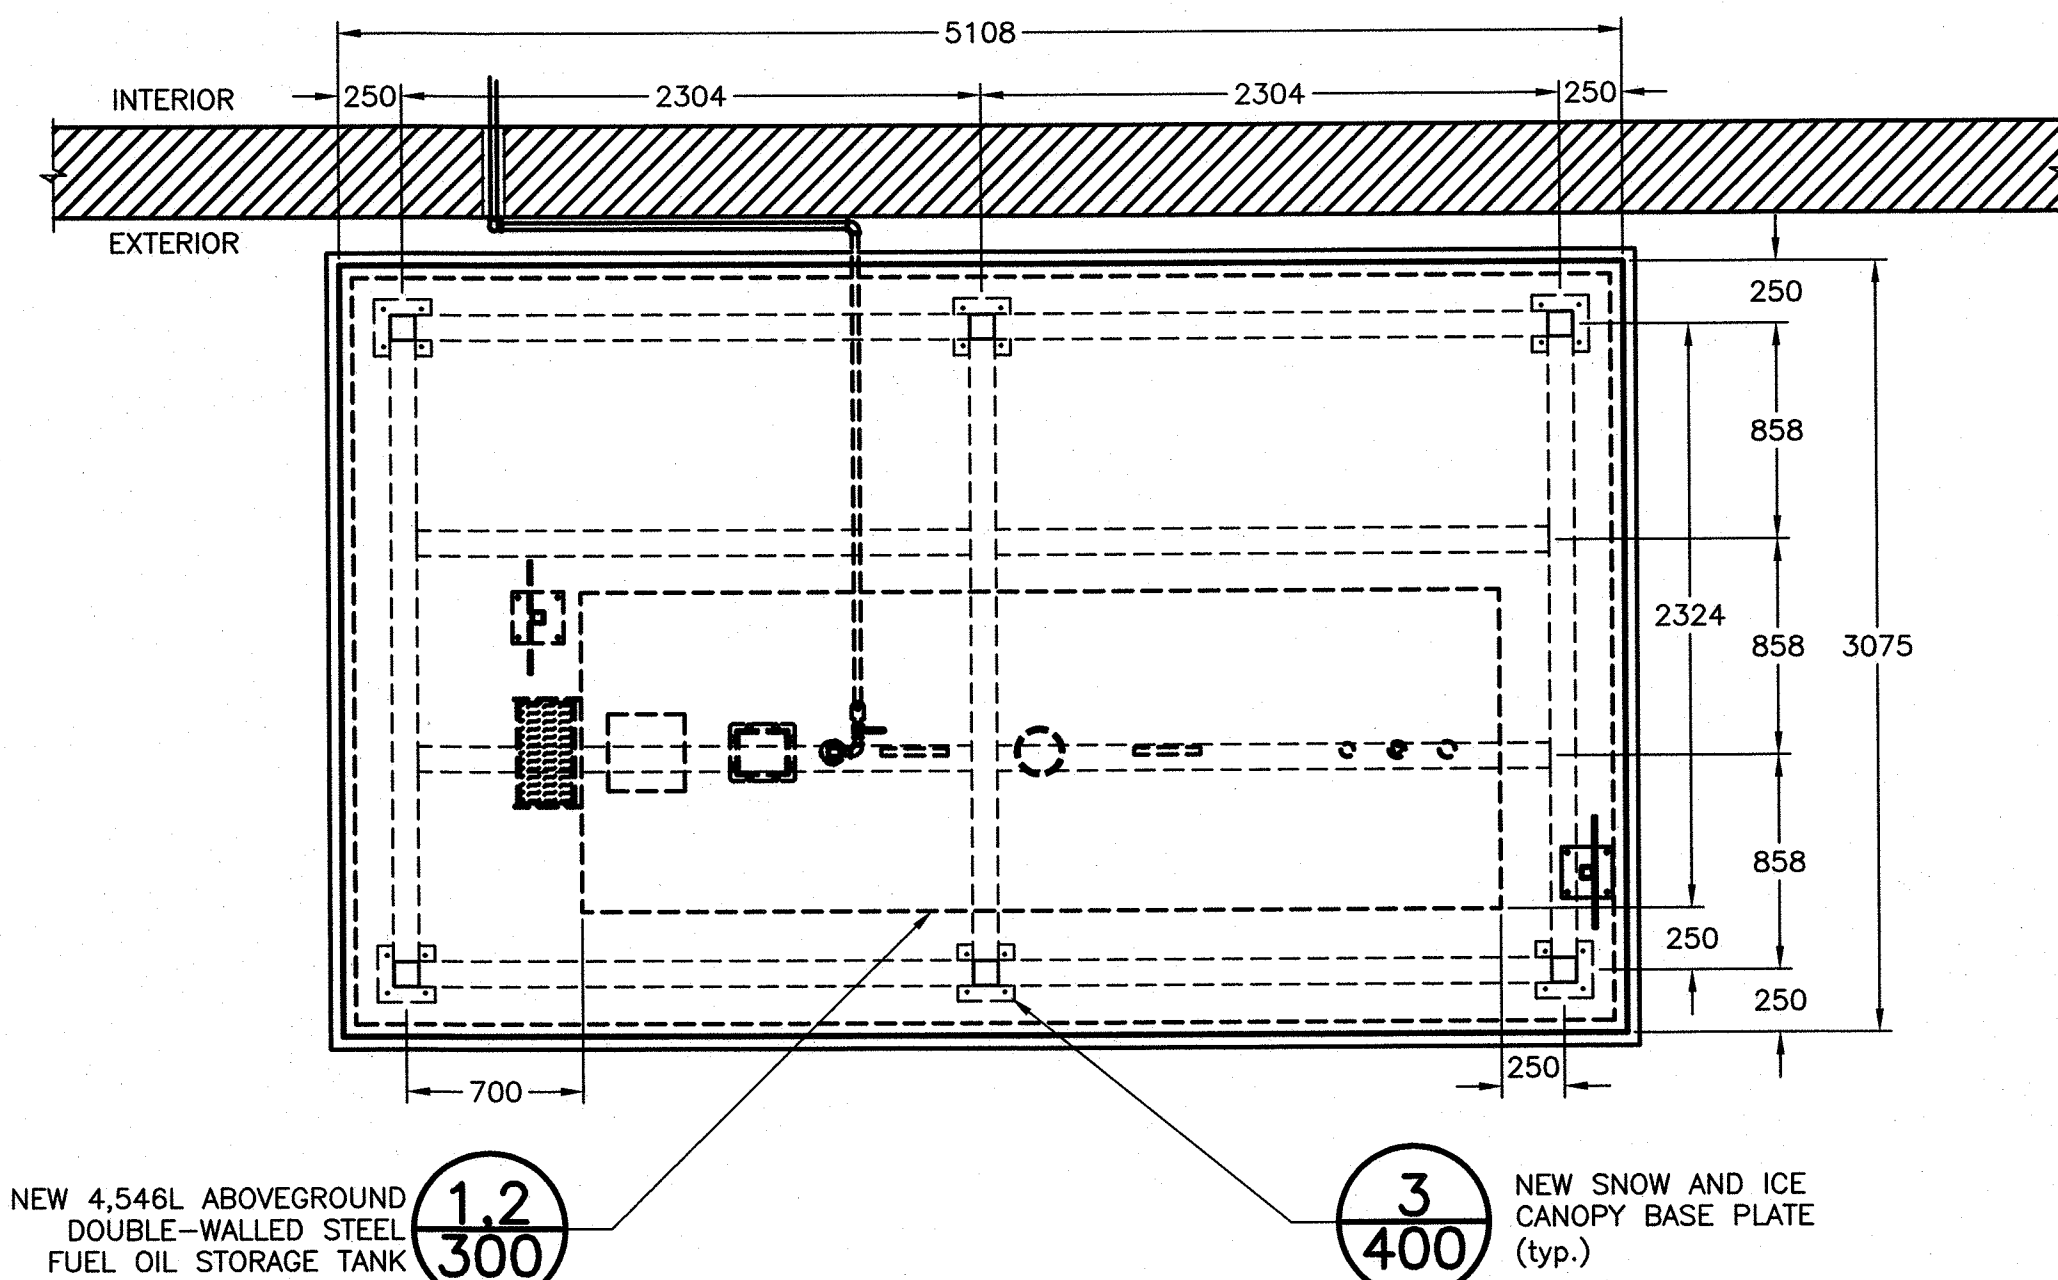 5108
250
2304
2304
250
INTERIOR
EXTERIOR
250
858
2324
858
3075
858
250
250
250
700
NEW 4,546L ABOVEGROUND
DOUBLE-WALLED STEEL
FUEL OIL STORAGE TANK
1.2
300
3
400
NEW SNOW AND ICE
CANOPY BASE PLATE
(typ.)